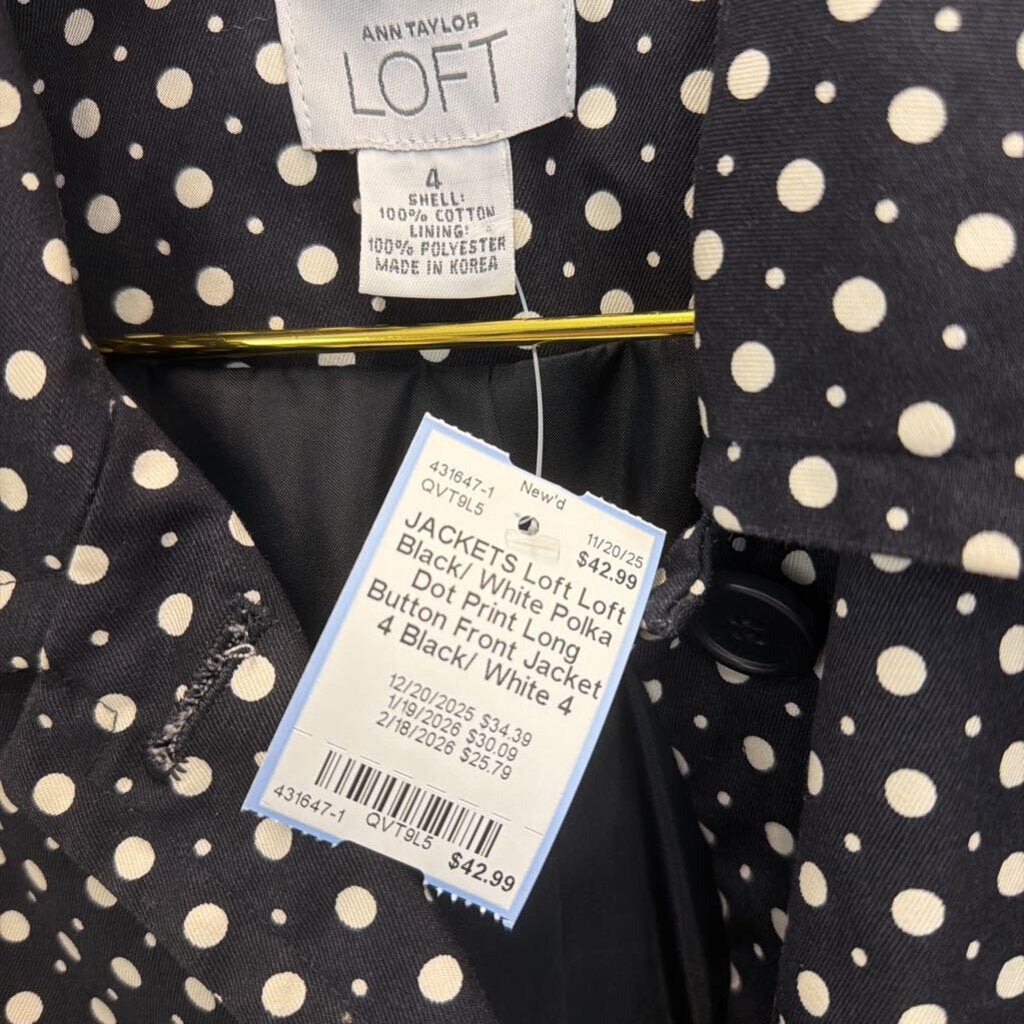 ANN TAYLOR
LOFT
4
SHELL:
100% COTTON
LINING:
100% POLYESTER
MADE IN KOREA
431647-1
QVT9L5
New'd
11/20/25
$42.99
JACKETS Loft Loft
Black/ White Polka
Dot Print Long
Button Front Jacket
4 Black/ White 4
12/20/2025 $34.39
1/19/2026 $30.09
2/18/2026 $25.79
431647-1 QVT9L5
$42.99